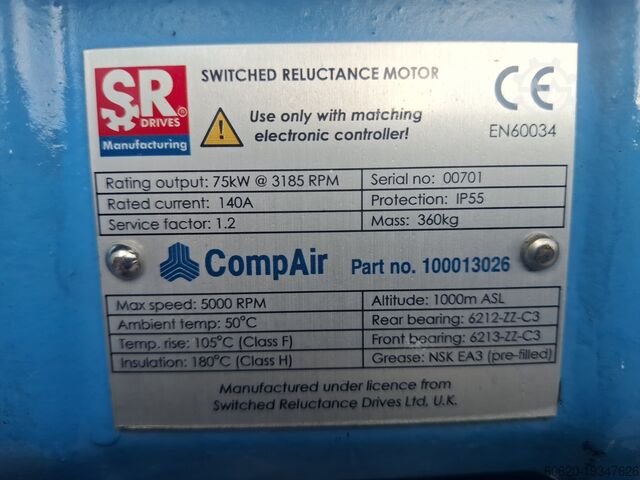 SR
DRIVES
®
Manufacturing
SWITCHED RELUCTANCE MOTOR
Use only with matching
electronic controller!
CE
EN60034
Rating output: 75kW @ 3185 RPM
Rated current: 140A
Service factor: 1.2
Serial no: 00701
Protection: IP55
Mass: 360kg
CompAir
Part no. 100013026
Max speed: 5000 RPM
Ambient temp: 50°C
Temp. rise: 105°C (Class F)
Insulation: 180°C (Class H)
Altitude: 1000m ASL
Rear bearing: 6212-ZZ-C3
Front bearing: 6213-ZZ-C3
Grease: NSK EA3 (pre-filled)
Manufactured under licence from
Switched Reluctance Drives Ltd, U.K.
60620-19347626